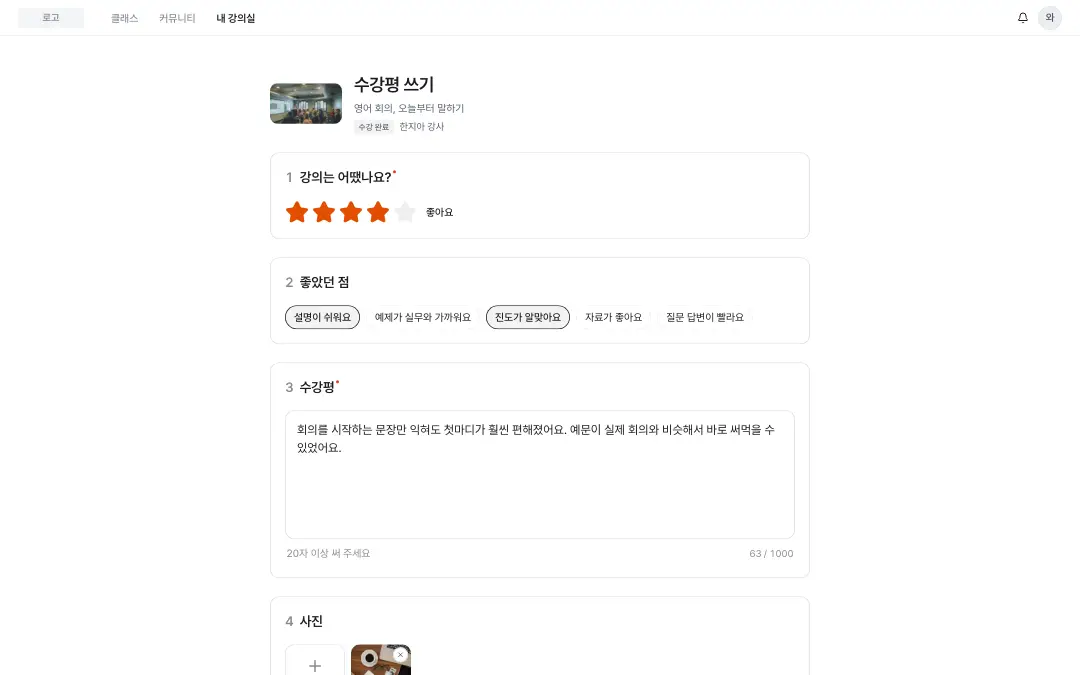 로고
클래스
커뮤니티
내 강의실
와
수강평 쓰기
영어 회의, 오늘부터 말하기
수강 완료 한지아 강사
1 강의는 어땠나요?
좋아요
2 좋았던 점
설명이 쉬워요
예제가 실무와 가까워요
진도가 알맞아요
자료가 좋아요
질문 답변이 빨라요
3 수강평
회의를 시작하는 문장만 익혀도 첫마디가 훨씬 편해졌어요. 예문이 실제 회의와 비슷해서 바로 써먹을 수
있었어요.
20자 이상 써 주세요
63 / 1000
4 사진